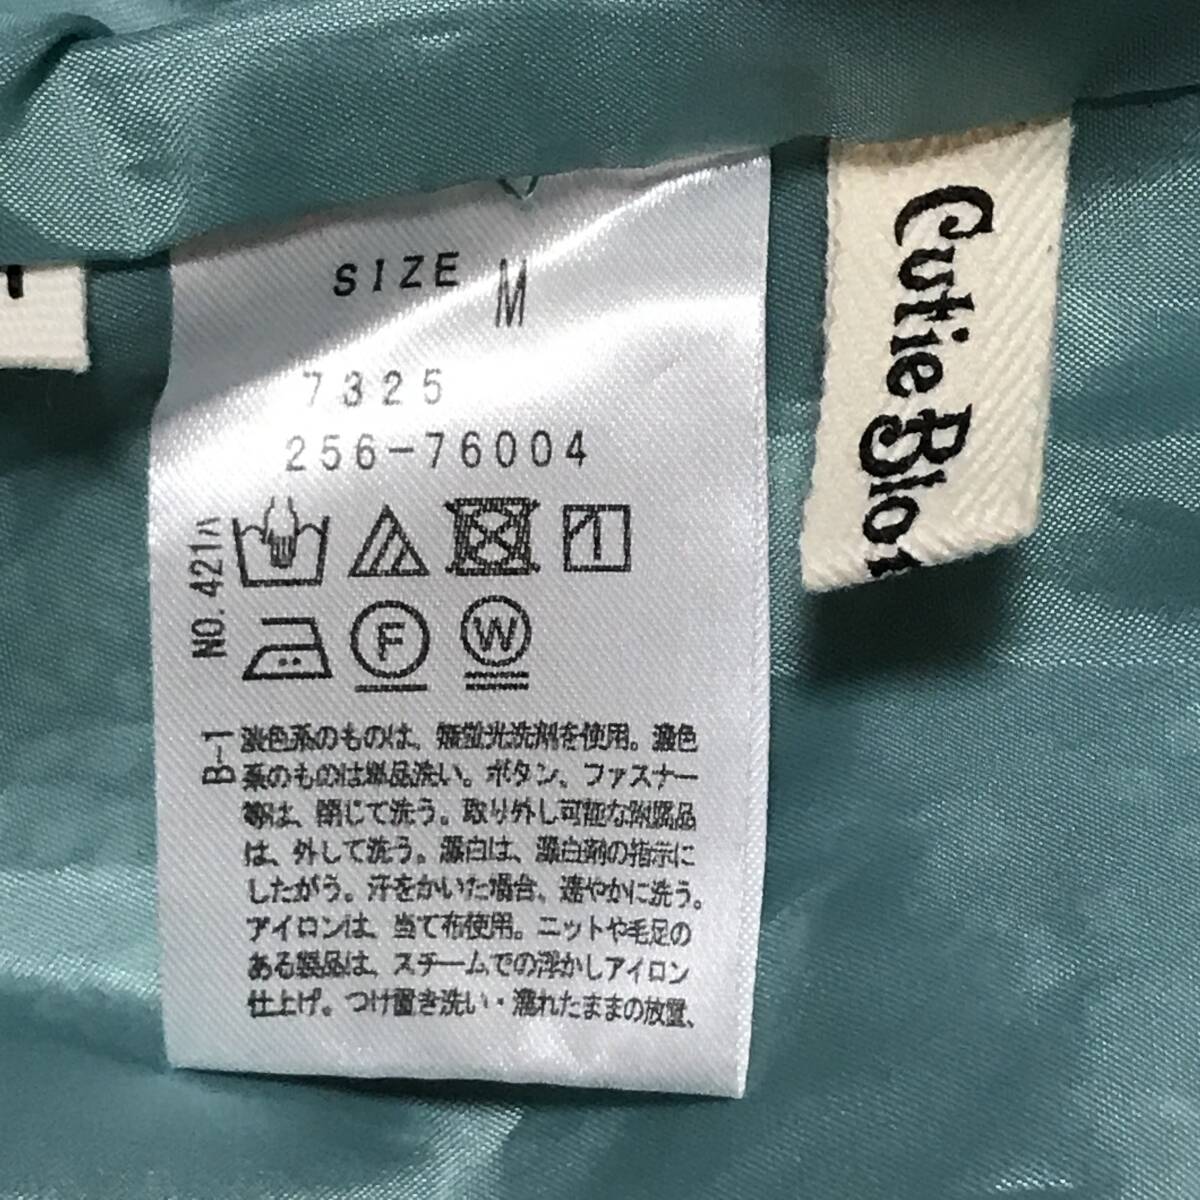 SIZE M
7325
256-76004
NO.421ハ
F W
B-1
淡色系のものは、無蛍光洗剤を使用。濃色
系のものは単品洗い。ボタン、ファスナー
等は、閉じて洗う。取り外し可能な附属品
は、外して洗う。漂白は、漂白剤の指示に
したがう。汗をかいた場合、速やかに洗う。
アイロンは、当て布使用。ニットや毛足の
ある製品は、スチームでの浮かしアイロン
仕上げ。つけ置き洗い・濡れたままの放置、
Cutie Blo